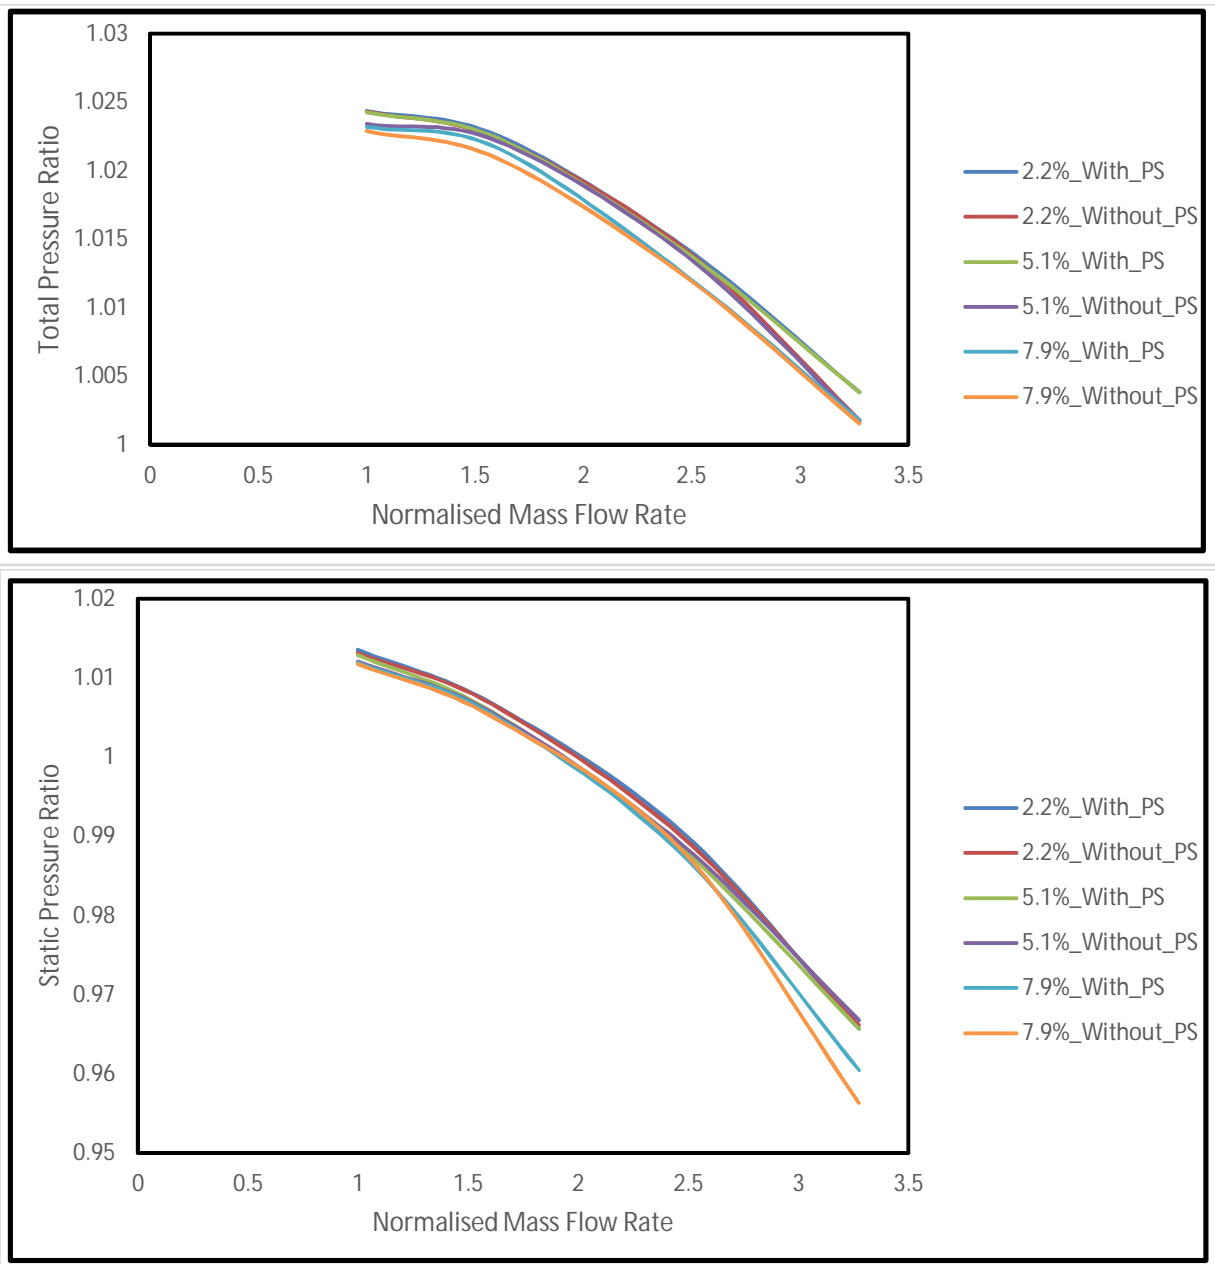 Total Pressure Ratio
1.03
1.025
1.02
1.015
1.01
1.005
1
0 0.5 1 1.5 2 2.5 3 3.5
Normalised Mass Flow Rate
2.2%_With_PS
2.2%_Without_PS
5.1%_With_PS
5.1%_Without_PS
7.9%_With_PS
7.9%_Without_PS
Static Pressure Ratio
1.02
1.01
1
0.99
0.98
0.97
0.96
0.95
0 0.5 1 1.5 2 2.5 3 3.5
Normalised Mass Flow Rate
2.2%_With_PS
2.2%_Without_PS
5.1%_With_PS
5.1%_Without_PS
7.9%_With_PS
7.9%_Without_PS